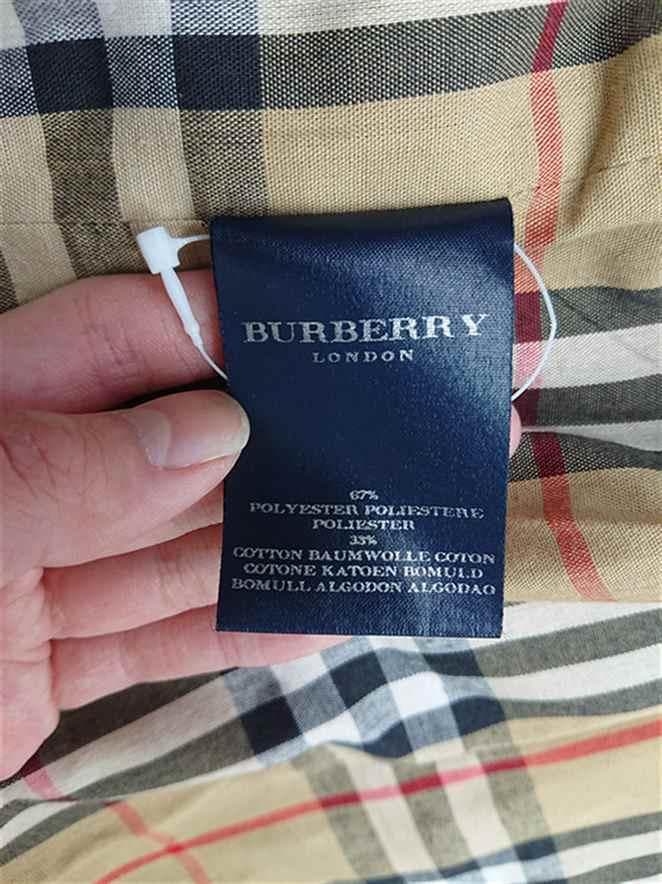 BURBERRY
LONDON
67%
POLYESTER POLIESTERE
POLIESTER
33%
COTTON BAUMWOLLE COTON
COTONE KATOEN BOMULD
BOMULL ALGODON ALGODAO